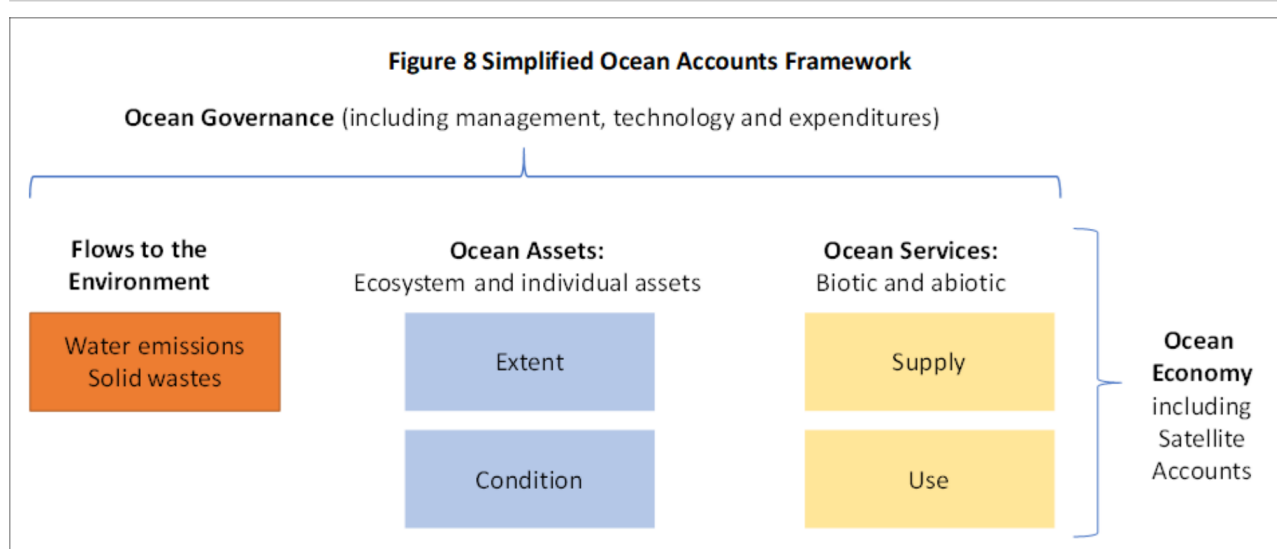 Figure 8 Simplified Ocean Accounts Framework
Ocean Governance (including management, technology and expenditures)
Flows to the
Environment
Water emissions
Solid wastes
Ocean Assets:
Ecosystem and individual assets
Extent
Condition
Ocean Services:
Biotic and abiotic
Supply
Use
Ocean
Economy
including
Satellite
Accounts